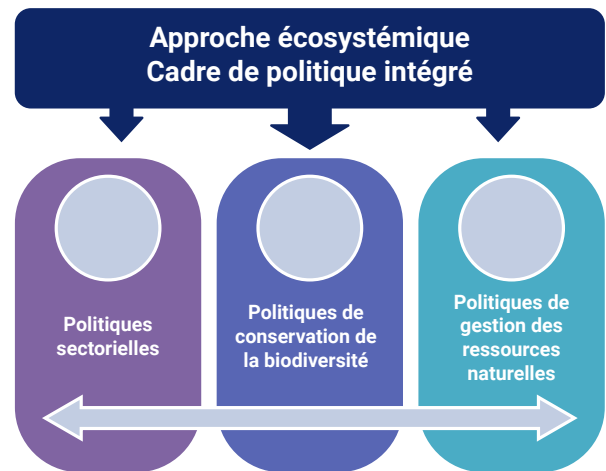 Approche écosystémique
Cadre de politique intégré
Politiques
sectorielles
Politiques de
conservation de
la biodiversité
Politiques de
gestion des
ressources
naturelles